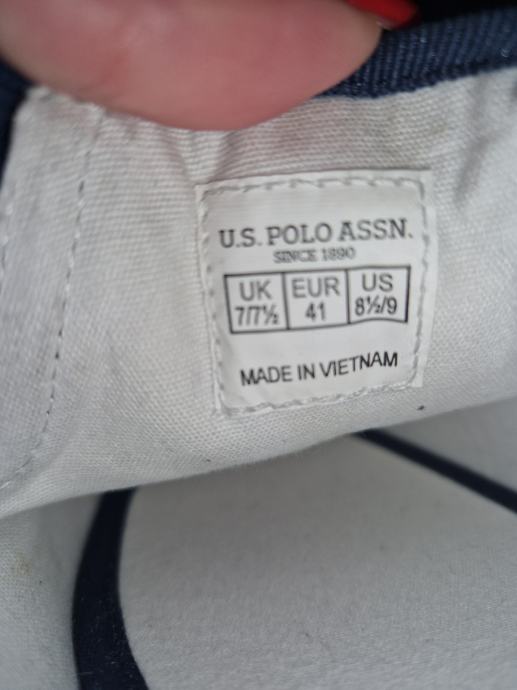 U.S. POLO ASSN.
SINCE 1890
UK EUR US
7/7½ 41 8½/9
MADE IN VIETNAM